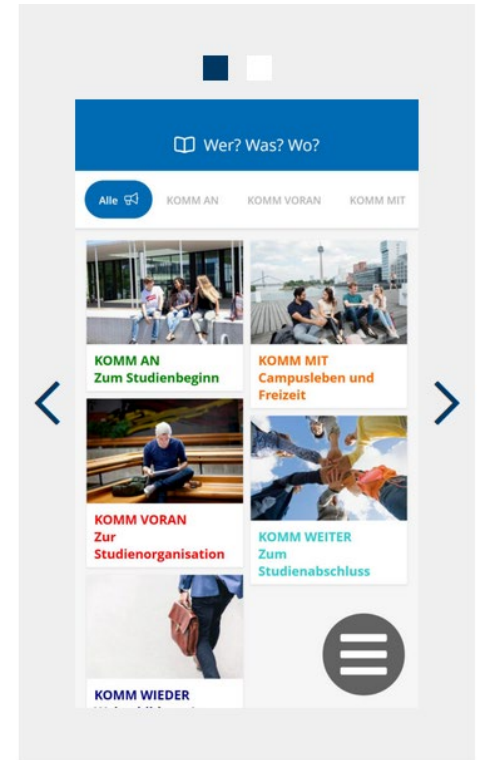 Wer? Was? Wo?
Alle KOMM AN KOMM VORAN KOMM MIT
KOMM AN
Zum Studienbeginn
KOMM MIT
Campusleben und
Freizeit
KOMM VORAN
Zur
Studienorganisation
KOMM WEITER
Zum
Studienabschluss
KOMM WIEDER